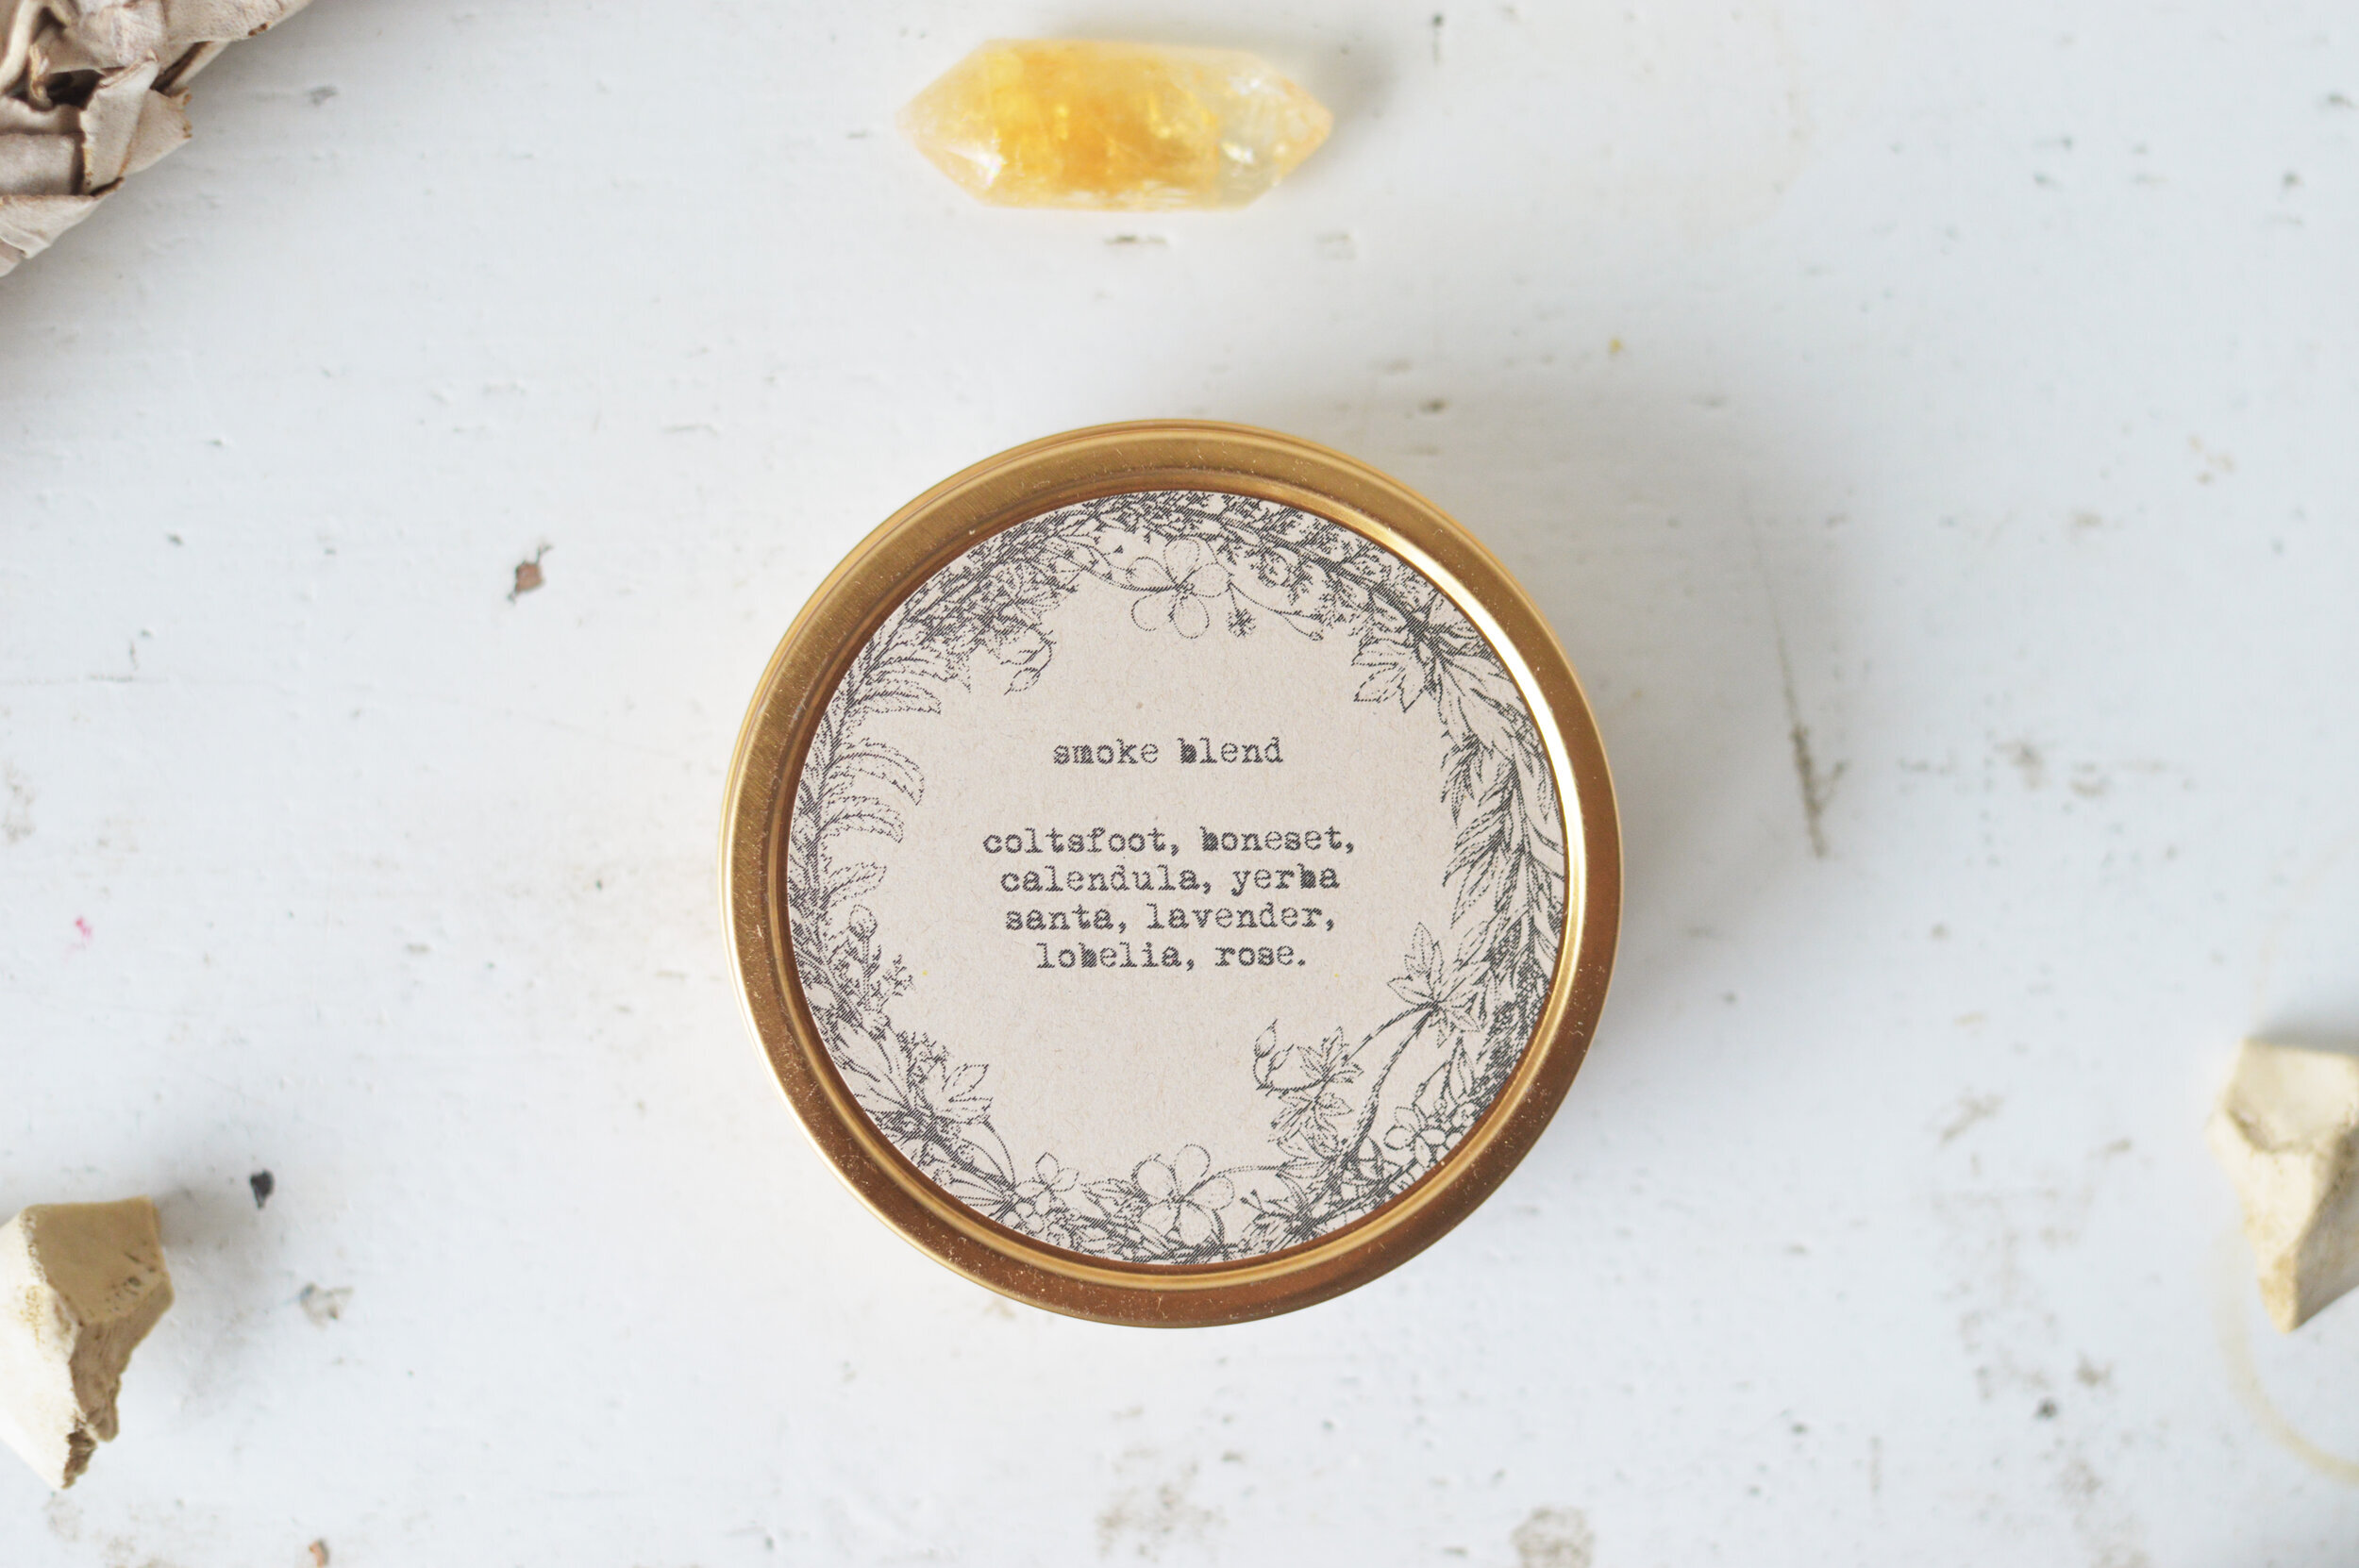 smoke blend
coltsfoot, boneset,
calendula, yerba
santa, lavender,
lobelia, rose.